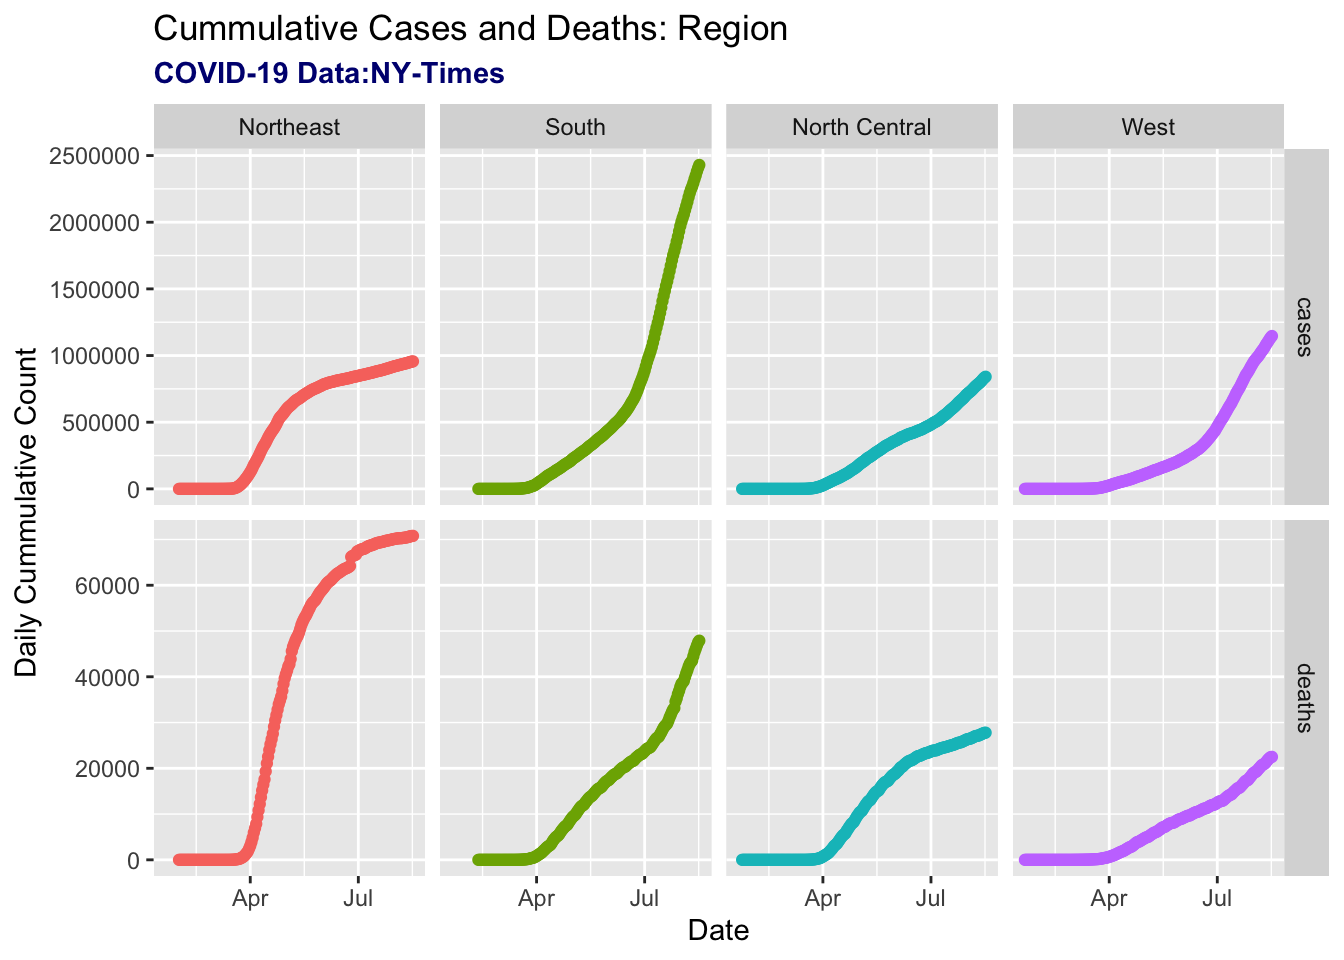 Cummulative Cases and Deaths: Region
COVID-19 Data:NY-Times
Northeast
South
North Central
West
2500000
2000000
1500000
1000000
500000
0
cases
60000
40000
20000
0
deaths
Daily Cummulative Count
Apr
Jul
Apr
Jul
Apr
Jul
Apr
Jul
Date